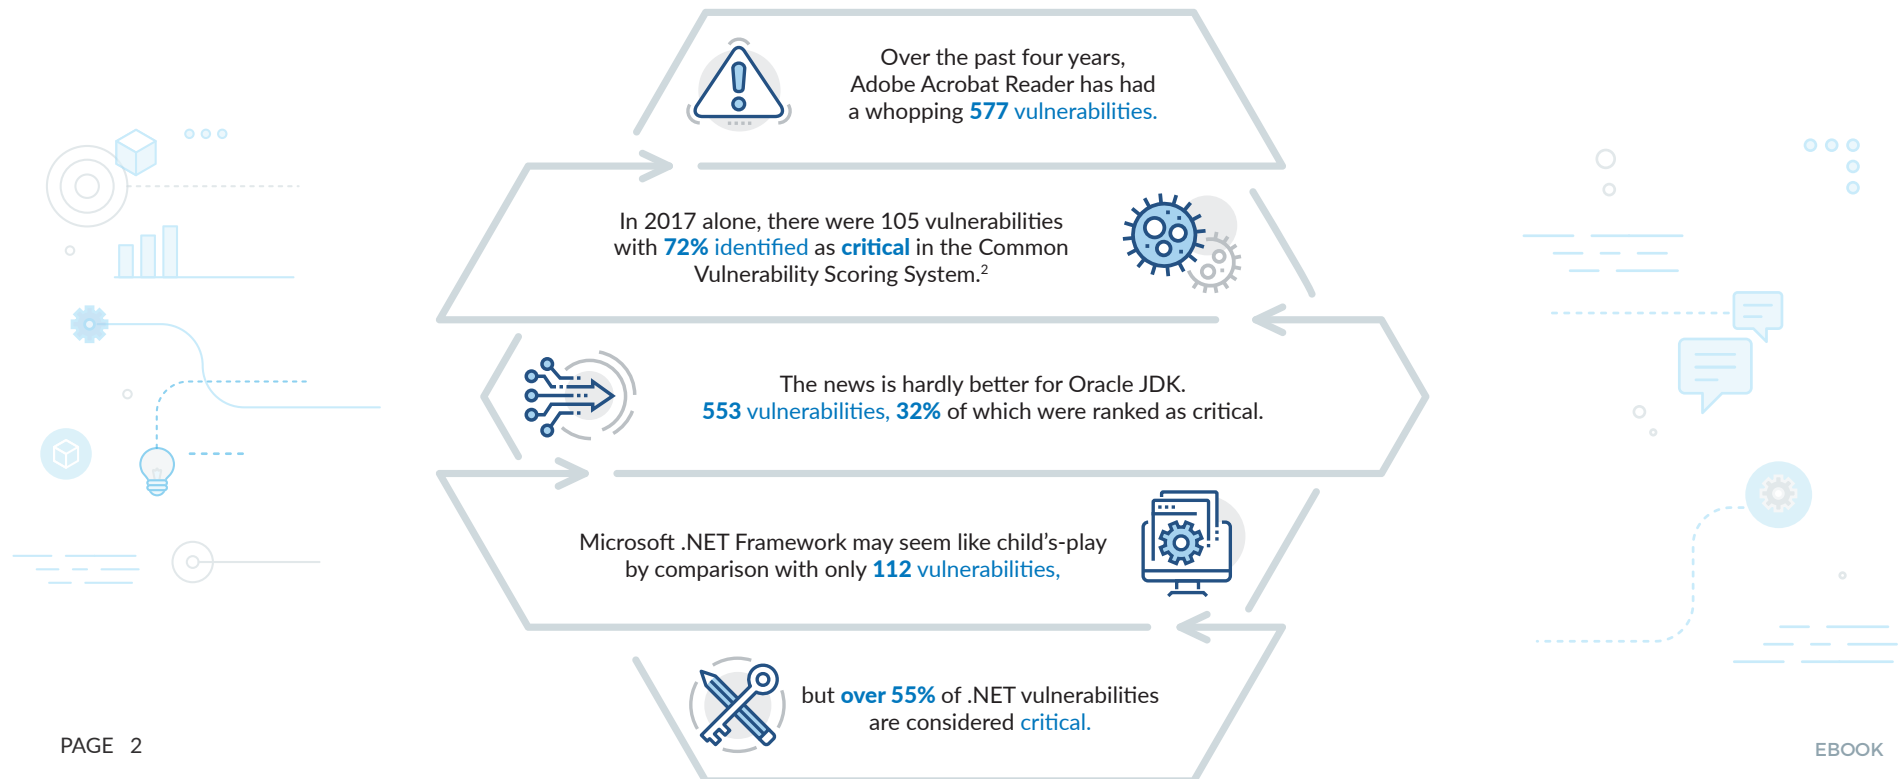 Over the past four years,
Adobe Acrobat Reader has had
a whopping 577 vulnerabilities.
In 2017 alone, there were 105 vulnerabilities
with 72% identified as critical in the Common
Vulnerability Scoring System.2
The news is hardly better for Oracle JDK.
553 vulnerabilities, 32% of which were ranked as critical.
Microsoft .NET Framework may seem like child’s-play
by comparison with only 112 vulnerabilities,
but over 55% of .NET vulnerabilities
are considered critical.
PAGE 2
EBOOK